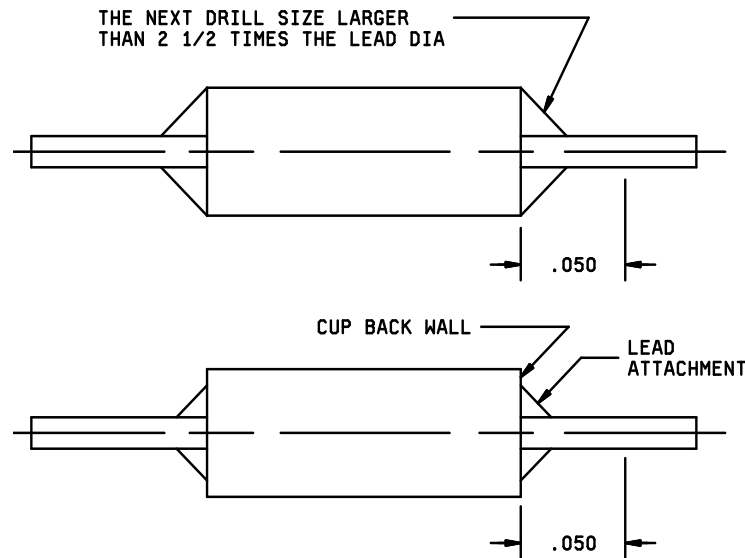 THE NEXT DRILL SIZE LARGER
THAN 2 1/2 TIMES THE LEAD DIA
.050
CUP BACK WALL
LEAD
ATTACHMENT
.050